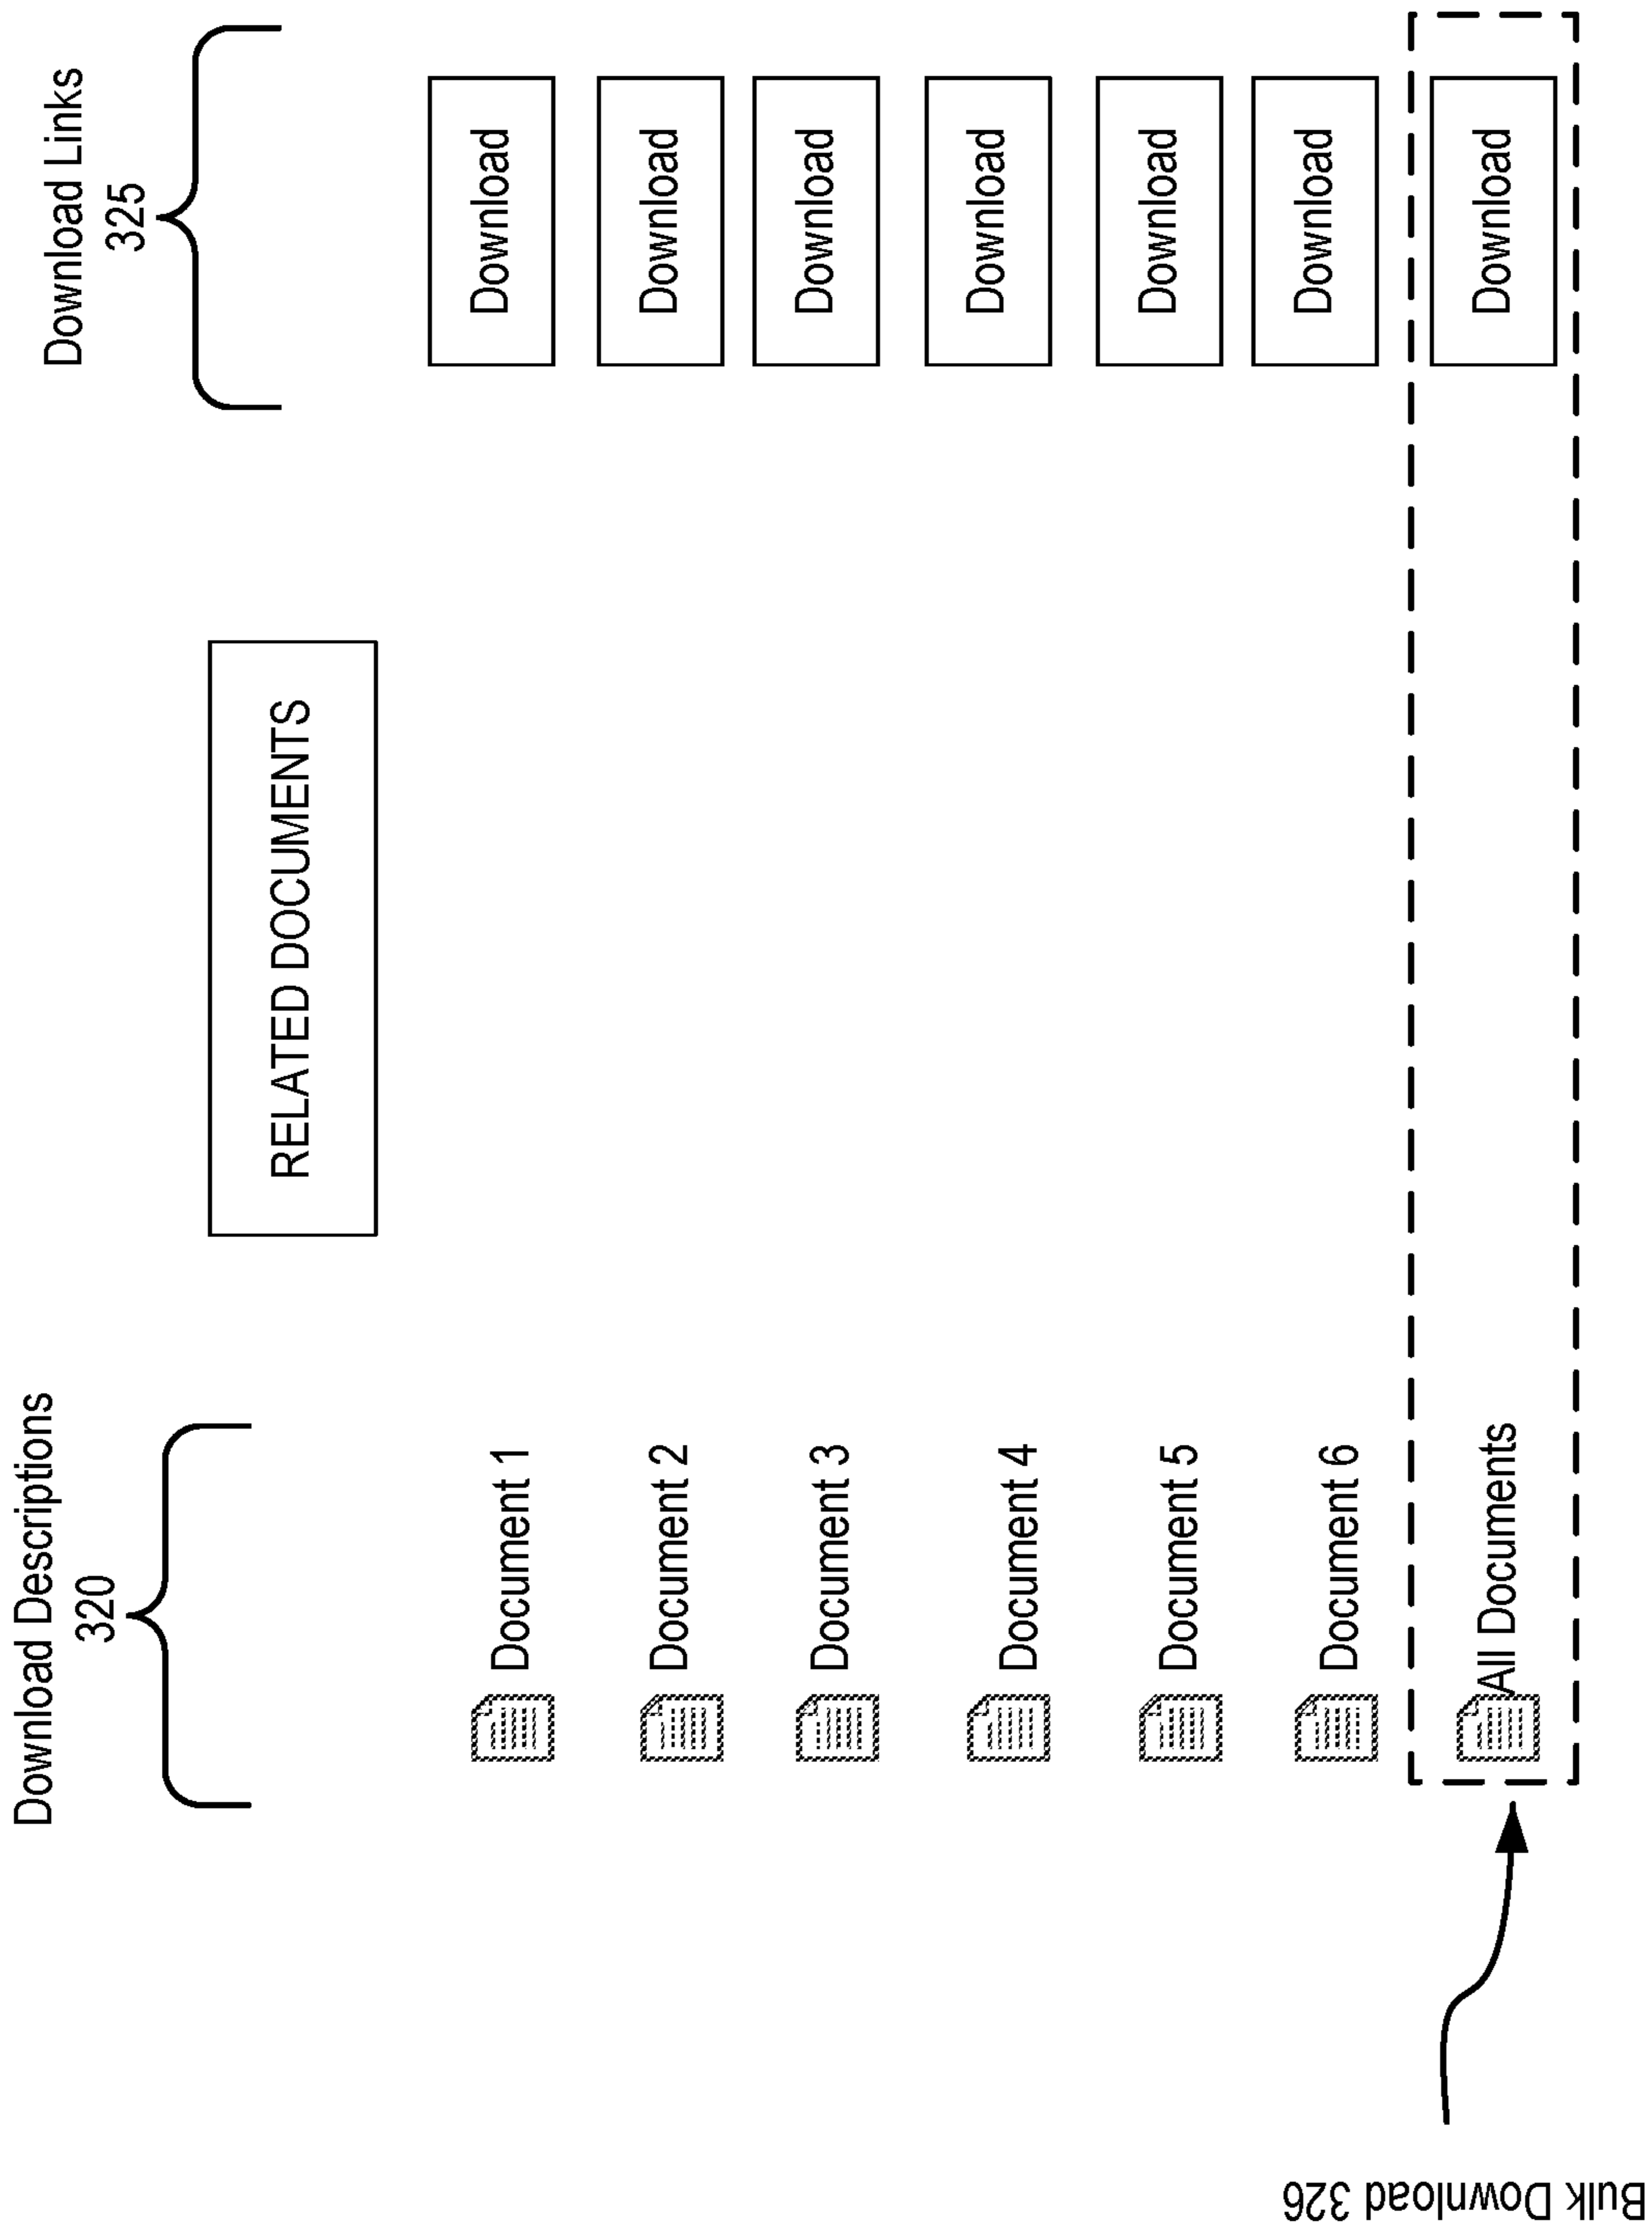 Download Descriptions
320
Download Links
325
RELATED DOCUMENTS
Document 1
Download
Document 2
Download
Document 3
Download
Document 4
Download
Document 5
Download
Document 6
Download
All Documents
Download
Bulk Download 326